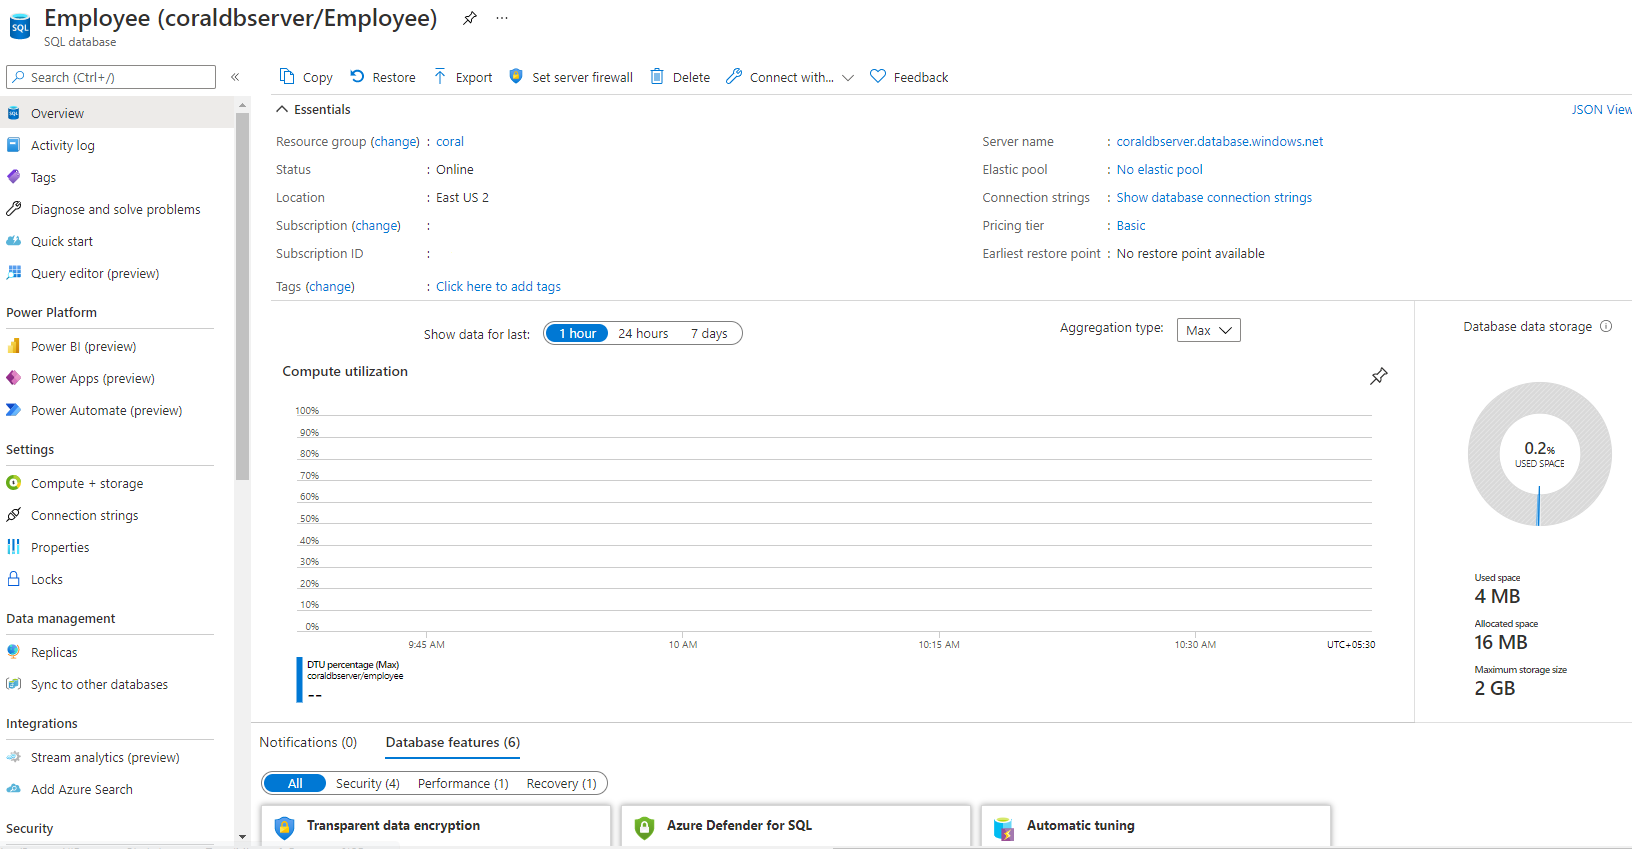 Employee (coraldbserver/Employee)
SQL database
Search (Ctrl+/)
Overview
Activity log
Tags
Diagnose and solve problems
Quick start
Query editor (preview)
Power Platform
Power BI (preview)
Power Apps (preview)
Power Automate (preview)
Settings
Compute + storage
Connection strings
Properties
Locks
Data management
Replicas
Sync to other databases
Integrations
Stream analytics (preview)
Add Azure Search
Security
Copy Restore Export Set server firewall Delete Connect with... Feedback
Essentials
JSON View
Resource group (change) : coral
Status : Online
Location : East US 2
Subscription (change) :
Subscription ID :
Tags (change) : Click here to add tags
Server name : coraldbserver.database.windows.net
Elastic pool : No elastic pool
Connection strings : Show database connection strings
Pricing tier : Basic
Earliest restore point : No restore point available
Show data for last: 1 hour 24 hours 7 days
Aggregation type: Max
Compute utilization
100%
90%
80%
70%
60%
50%
40%
30%
20%
10%
0%
9:45 AM 10 AM 10:15 AM 10:30 AM UTC+05:30
DTU percentage (Max)
coraldbserver/employee
--
Database data storage
0.2%
USED SPACE
Used space
4 MB
Allocated space
16 MB
Maximum storage size
2 GB
Notifications (0) Database features (6)
All Security (4) Performance (1) Recovery (1)
Transparent data encryption
Azure Defender for SQL
Automatic tuning